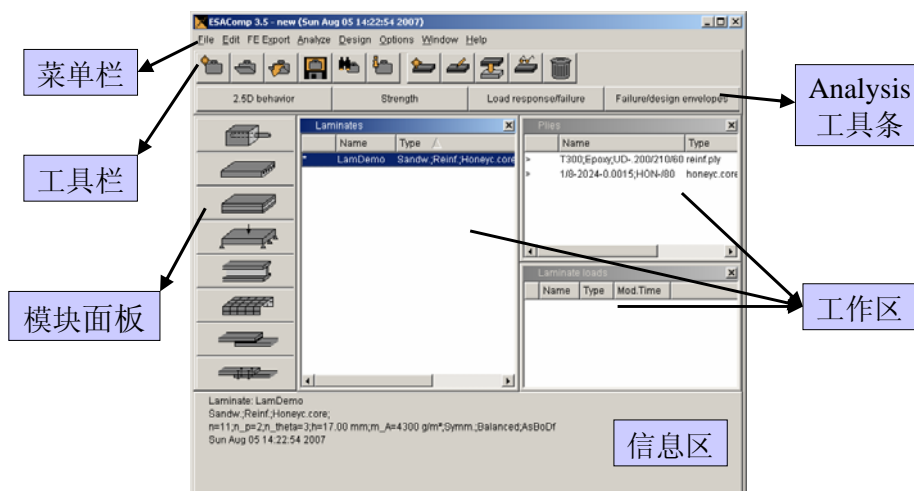 ESAComp 3.5 - new (Sun Aug 05 14:22:54 2007)
File Edit FE Export Analyze Design Options Window Help
菜单栏
工具栏
模块面板
Analysis
工具条
工作区
信息区
2.5D behavior Strength Load response/failure Failure/design envelopes
Laminates
Name Type
* LamDemo Sandw.;Reinf.;Honeyc.core
Plies
Name Type
» T300;Epoxy;UD-.200/210/60 reinf.ply
» 1/8-2024-0.0015;HON-/80 honeyc.core
Laminate loads
Name Type Mod.Time
Laminate: LamDemo
Sandw.;Reinf.;Honeyc.core;
n=11;n_p=2;n_theta=3;h=17.00 mm;m_A=4300 g/m²;Symm.;Balanced;AsBoDf
Sun Aug 05 14:22:54 2007